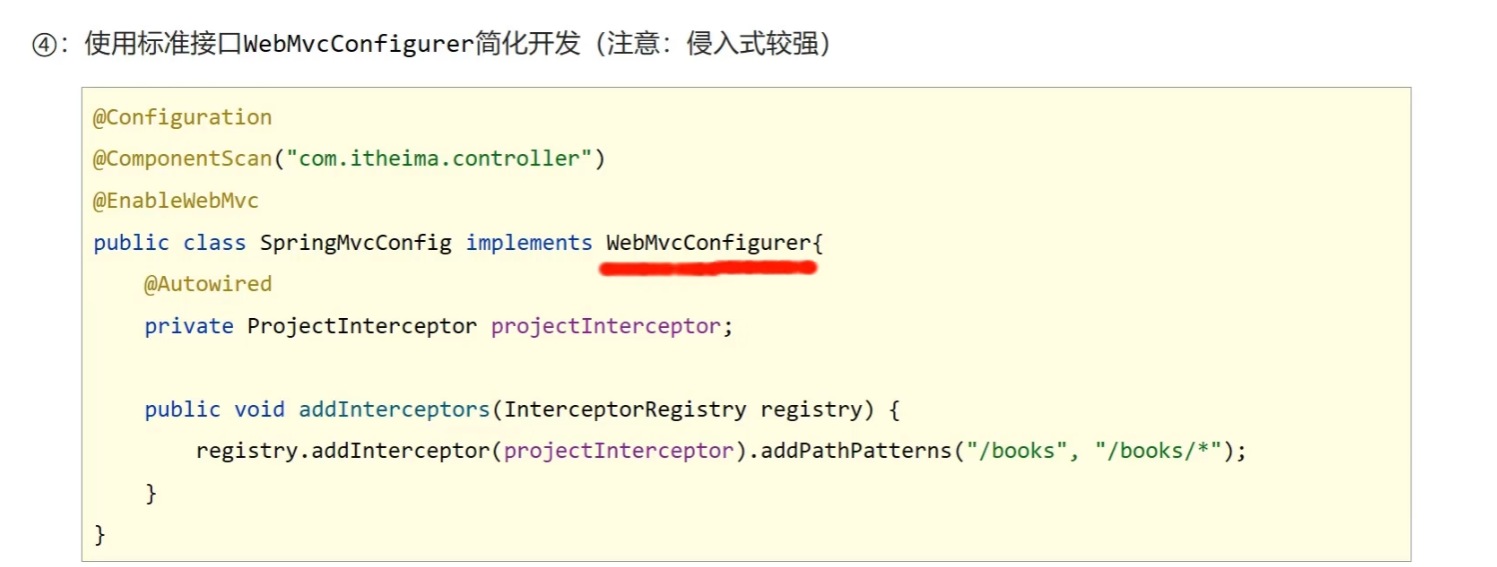 ④：使用标准接口WebMvcConfigurer简化开发（注意：侵入式较强）
@Configuration
@ComponentScan("com.itheima.controller")
@EnableWebMvc
public class SpringMvcConfig implements WebMvcConfigurer{
    @Autowired
    private ProjectInterceptor projectInterceptor;
    public void addInterceptors(InterceptorRegistry registry) {
        registry.addInterceptor(projectInterceptor).addPathPatterns("/books", "/books/*");
    }
}